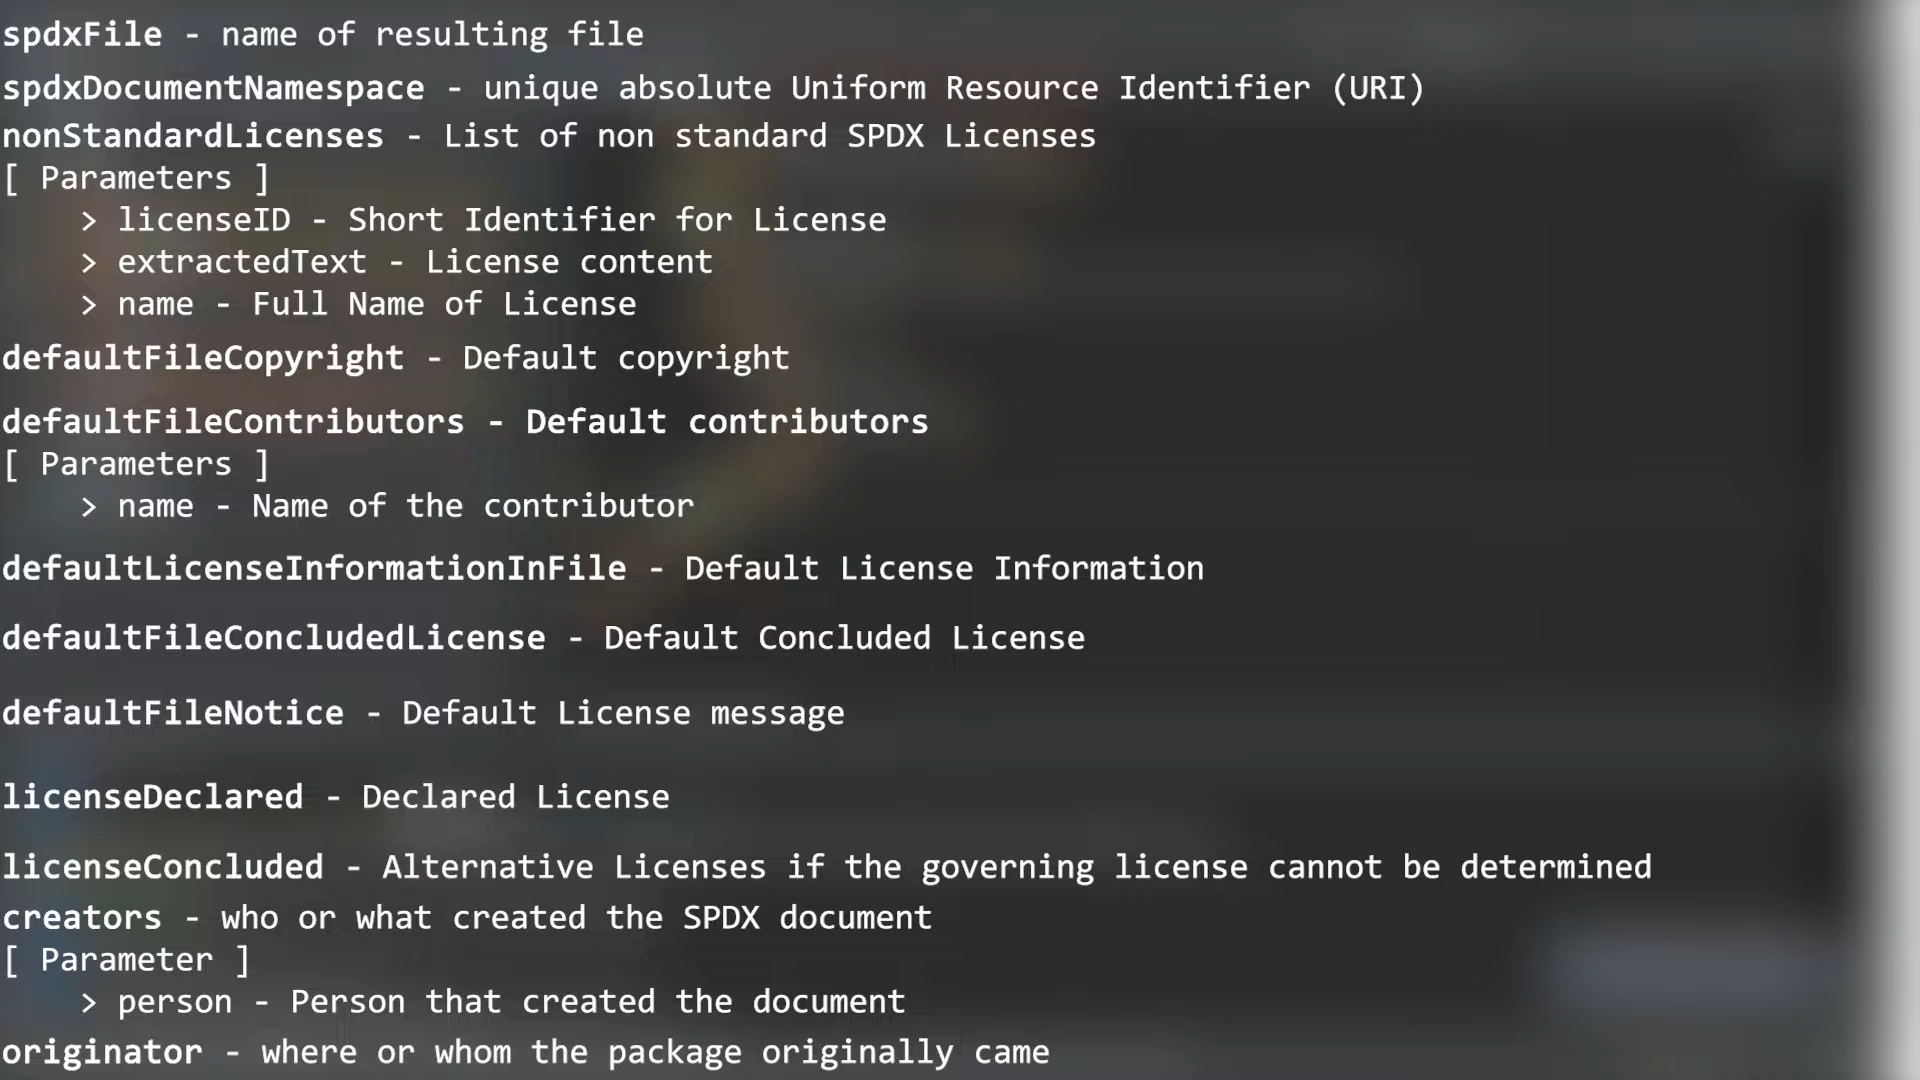 spdxFile - name of resulting file
spdxDocumentNamespace - unique absolute Uniform Resource Identifier (URI)
nonStandardLicenses - List of non standard SPDX Licenses
[ Parameters ]
> licenseID - Short Identifier for License
> extractedText - License content
> name - Full Name of License
defaultFileCopyright - Default copyright
defaultFileContributors - Default contributors
[ Parameters ]
> name - Name of the contributor
defaultLicenseInformationInFile - Default License Information
defaultFileConcludedLicense - Default Concluded License
defaultFileNotice - Default License message
licenseDeclared - Declared License
licenseConcluded - Alternative Licenses if the governing license cannot be determined
creators - who or what created the SPDX document
[ Parameter ]
> person - Person that created the document
originator - where or whom the package originally came